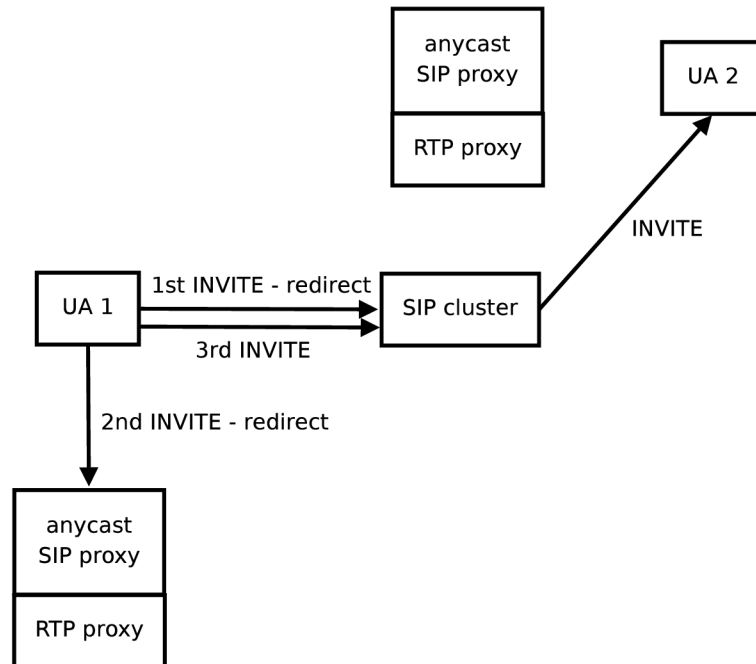 anycast
SIP proxy
RTP proxy
UA 2
INVITE
1st INVITE - redirect
UA 1
SIP cluster
3rd INVITE
2nd INVITE - redirect
anycast
SIP proxy
RTP proxy